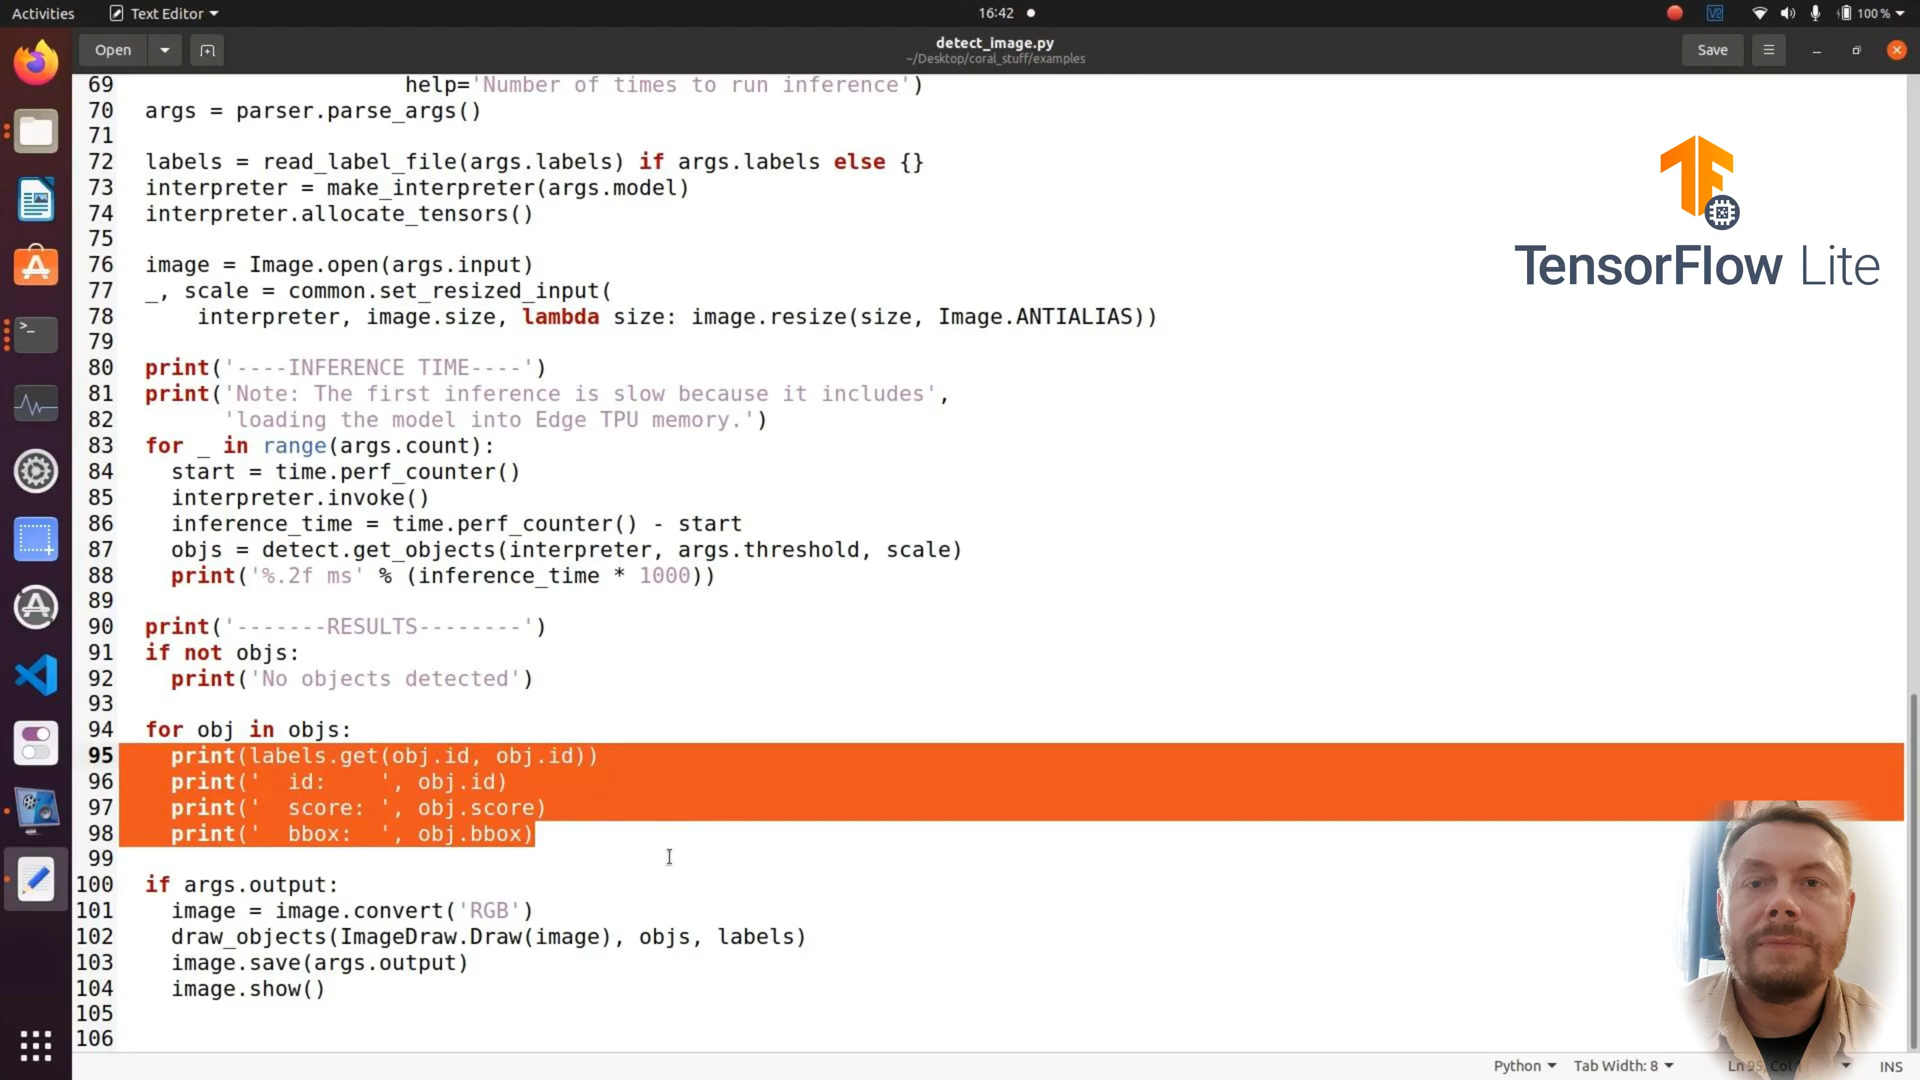 Activities
Text Editor
16:42
V2
100 %
Open
detect_image.py
~/Desktop/coral_stuff/examples
Save
69 help='Number of times to run inference')
70 args = parser.parse_args()
71
72 labels = read_label_file(args.labels) if args.labels else {}
73 interpreter = make_interpreter(args.model)
74 interpreter.allocate_tensors()
75
76 image = Image.open(args.input)
77 _, scale = common.set_resized_input(
78 interpreter, image.size, lambda size: image.resize(size, Image.ANTIALIAS))
79
80 print('----INFERENCE TIME----')
81 print('Note: The first inference is slow because it includes',
82 'loading the model into Edge TPU memory.')
83 for _ in range(args.count):
84 start = time.perf_counter()
85 interpreter.invoke()
86 inference_time = time.perf_counter() - start
87 objs = detect.get_objects(interpreter, args.threshold, scale)
88 print('%.2f ms' % (inference_time * 1000))
89
90 print('-------RESULTS--------')
91 if not objs:
92 print('No objects detected')
93
94 for obj in objs:
95 print(labels.get(obj.id, obj.id))
96 print('  id:    ', obj.id)
97 print('  score: ', obj.score)
98 print('  bbox:  ', obj.bbox)
99
100 if args.output:
101 image = image.convert('RGB')
102 draw_objects(ImageDraw.Draw(image), objs, labels)
103 image.save(args.output)
104 image.show()
105
106
TensorFlow Lite
Python
Tab Width: 8
Ln 95, Col
INS